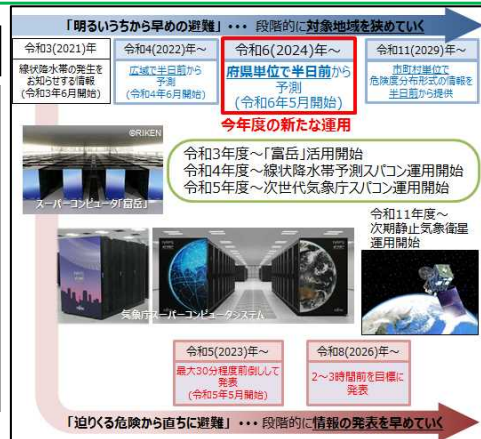 「明るいうちから早めの避難」・・・ 段階的に対象地域を狭めていく
令和3(2021)年
線状降水帯の発生を
お知らせする情報
(令和3年6月開始)
令和4(2022)年～
広域で半日前から
予測
(令和4年6月開始)
令和6(2024)年～
府県単位で半日前から
予測
(令和6年5月開始)
令和11(2029)年～
市町村単位で
危険度分布形式の情報を
半日前から提供
今年度の新たな運用
©RIKEN
スーパーコンピュータ「富岳」
令和3年度～「富岳」活用開始
令和4年度～線状降水帯予測スパコン運用開始
令和5年度～次世代気象庁スパコン運用開始
令和11年度～
次期静止気象衛星
運用開始
気象庁スーパーコンピュータシステム
令和5(2023)年～
最大30分程度前倒しして
発表
(令和5年5月開始)
令和8(2026)年～
2～3時間前を目標に
発表
「迫りくる危険から直ちに避難」・・・ 段階的に情報の発表を早めていく